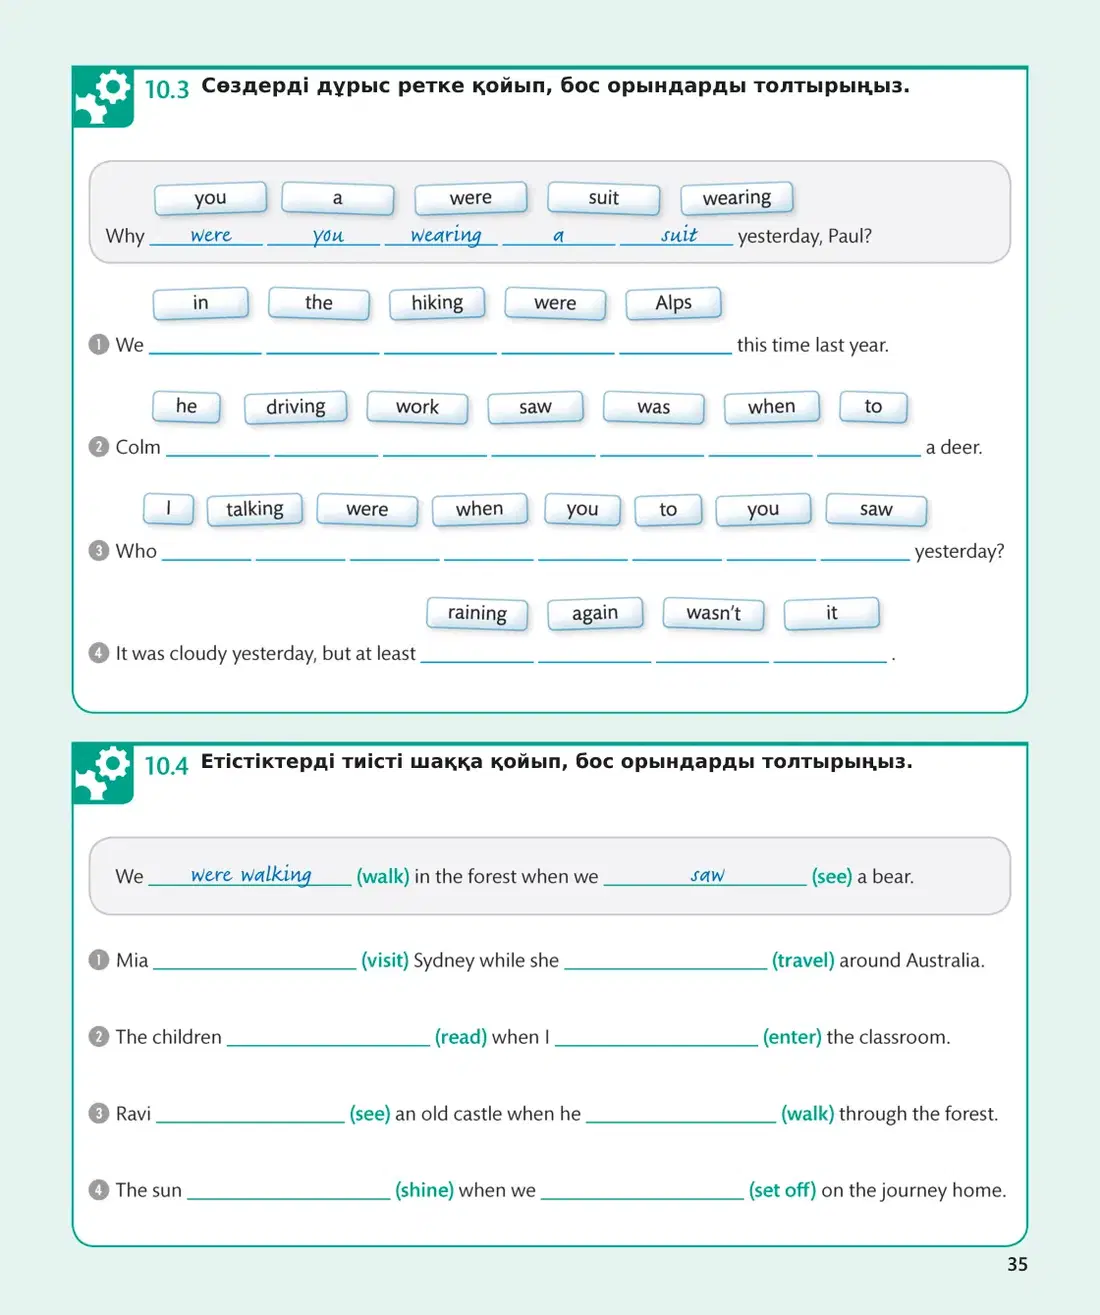 10.3 Сөздерді дұрыс ретке қойып, бос орындарды толтырыңыз.
you a were suit wearing
Why were you wearing a suit yesterday, Paul?
in the hiking were Alps
1 We this time last year.
he driving work saw was when to
2 Colm a deer.
I talking were when you to you saw
3 Who yesterday?
raining again wasn't it
4 It was cloudy yesterday, but at least .
10.4 Етістіктерді тиісті шаққа қойып, бос орындарды толтырыңыз.
We were walking (walk) in the forest when we saw (see) a bear.
1 Mia (visit) Sydney while she (travel) around Australia.
2 The children (read) when I (enter) the classroom.
3 Ravi (see) an old castle when he (walk) through the forest.
4 The sun (shine) when we (set off) on the journey home.
35